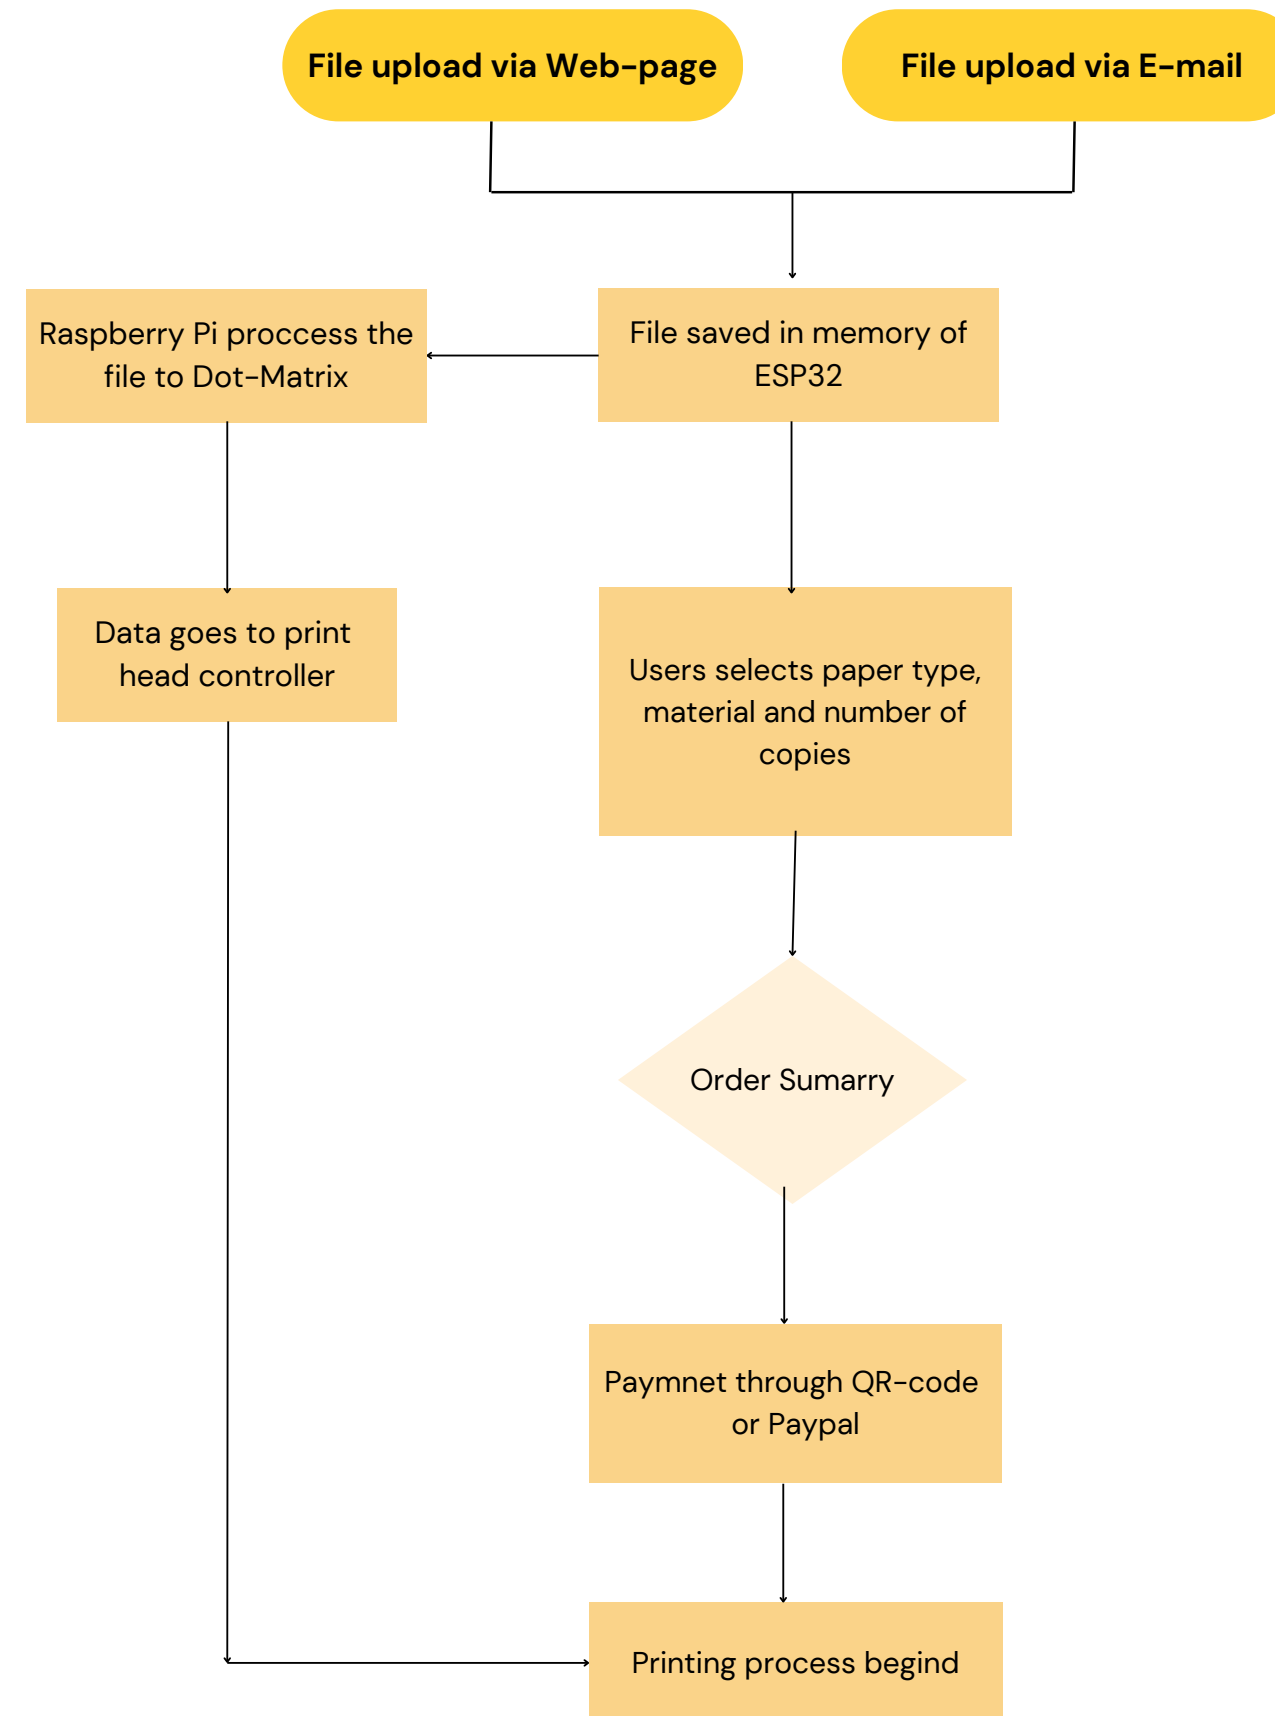 File upload via Web-page
File upload via E-mail
Raspberry Pi proccess the
file to Dot-Matrix
File saved in memory of
ESP32
Data goes to print
head controller
Users selects paper type,
material and number of
copies
Order Sumarry
Paymnet through QR-code
or Paypal
Printing process begind